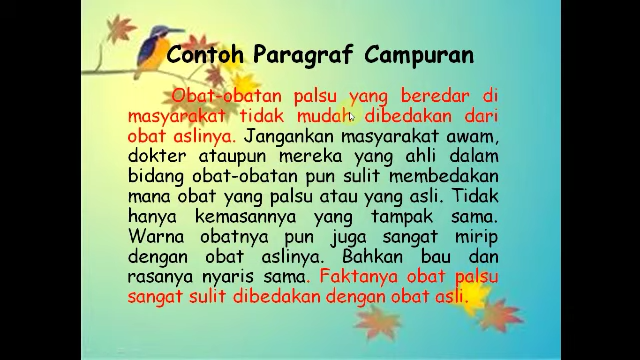 Contoh Paragraf Campuran
Obat-obatan palsu yang beredar di
masyarakat tidak mudah dibedakan dari
obat aslinya. Jangankan masyarakat awam,
dokter ataupun mereka yang ahli dalam
bidang obat-obatan pun sulit membedakan
mana obat yang palsu atau yang asli. Tidak
hanya kemasannya yang tampak sama.
Warna obatnya pun juga sangat mirip
dengan obat aslinya. Bahkan bau dan
rasanya nyaris sama. Faktanya obat palsu
sangat sulit dibedakan dengan obat asli.